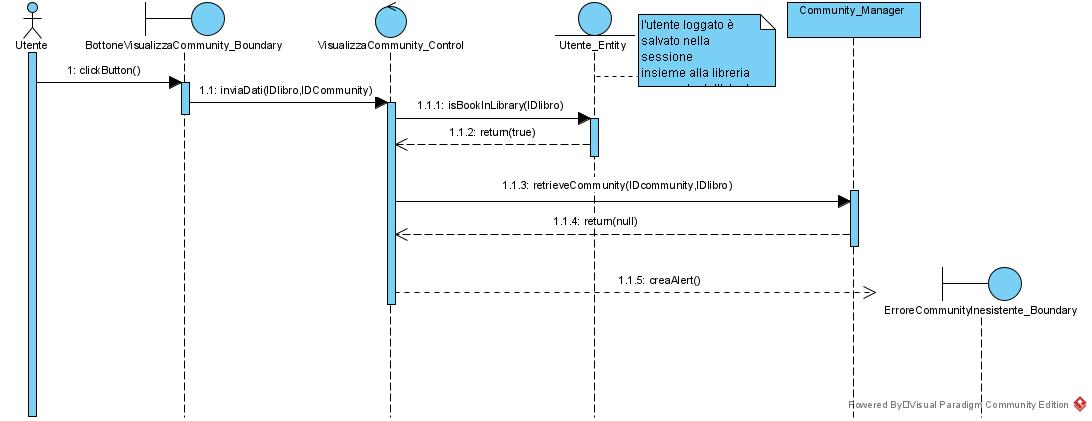 Utente
BottoneVisualizzaCommunity_Boundary
VisualizzaCommunity_Control
Utente_Entity
l'utente loggato è
salvato nella
sessione
insieme alla libreria
Community_Manager
1: clickButton()
1.1: inviaDati(IDlibro,IDCommunity)
1.1.1: isBookInLibrary(IDlibro)
1.1.2: return(true)
1.1.3: retrieveCommunity(IDcommunity,IDlibro)
1.1.4: return(null)
1.1.5: creaAlert()
ErroreCommunityInesistente_Boundary
Powered By Visual Paradigm Community Edition